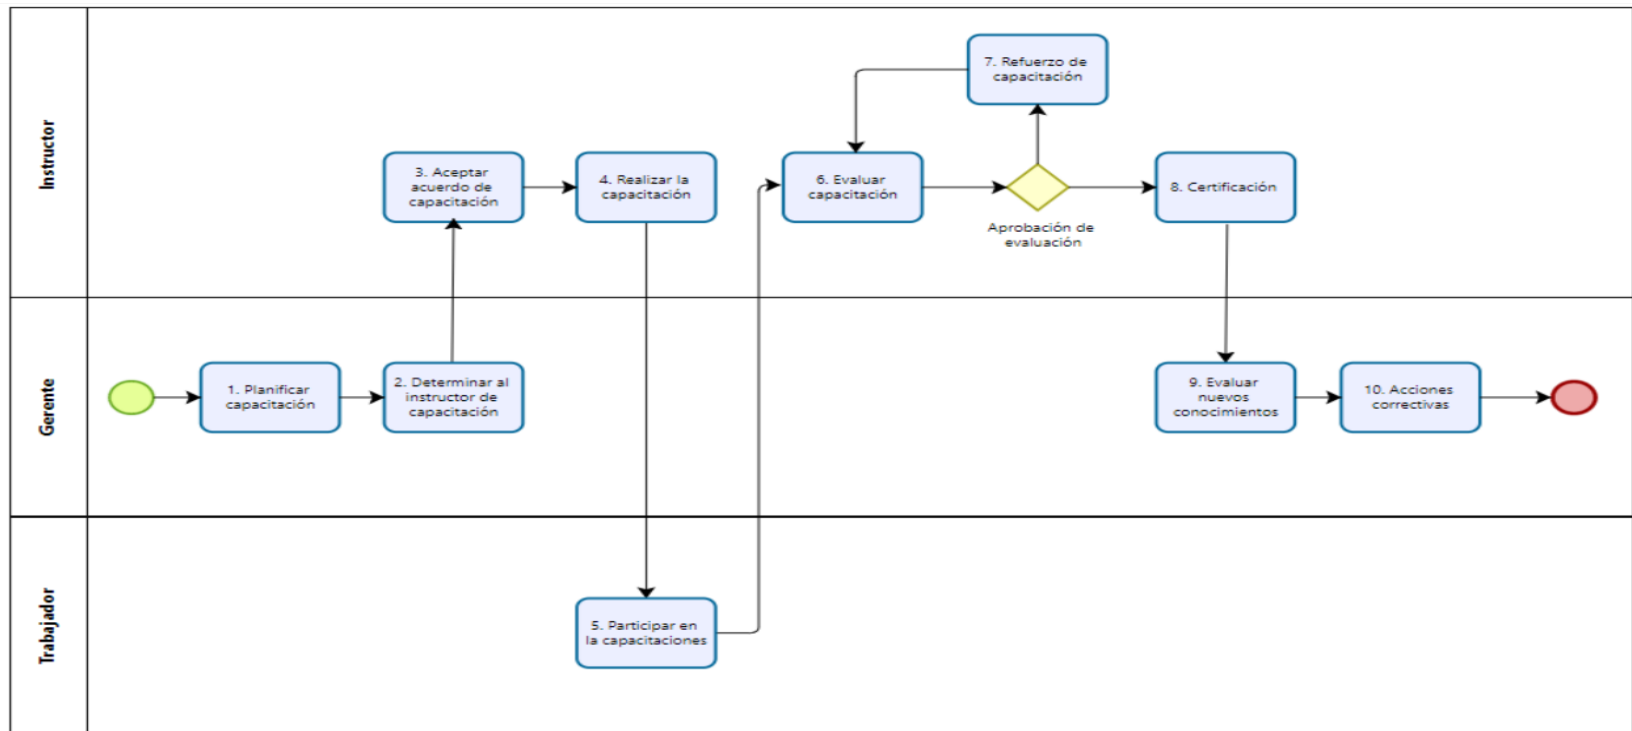 Instructor
7. Refuerzo de
capacitación
3. Aceptar
acuerdo de
capacitación
4. Realizar la
capacitación
6. Evaluar
capacitación
Aprobación de
evaluación
8. Certificación
Gerente
1. Planificar
capacitación
2. Determinar al
instructor de
capacitación
9. Evaluar
nuevos
conocimientos
10. Acciones
correctivas
Trabajador
5. Participar en
la capacitaciones